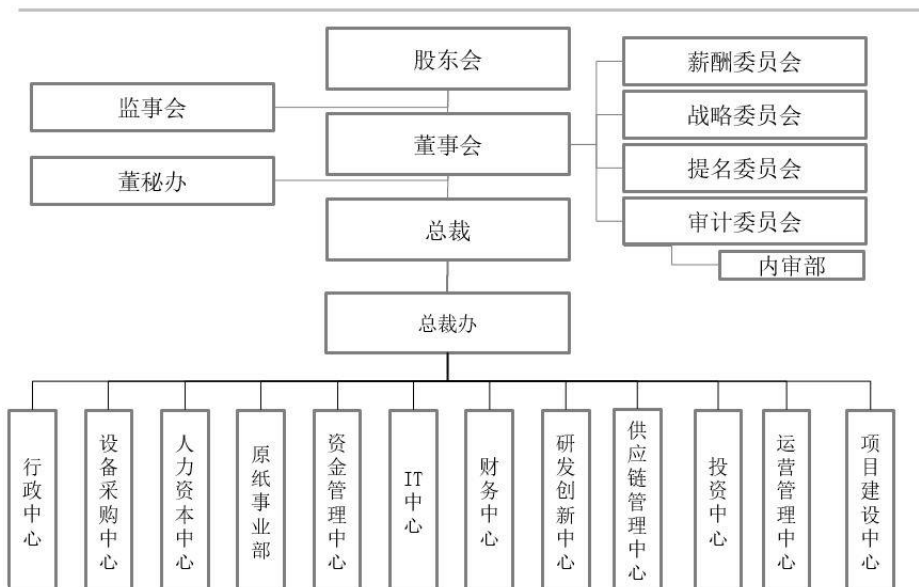 股东会
监事会
董事会
董秘办
总裁
总裁办
薪酬委员会
战略委员会
提名委员会
审计委员会
内审部
行政中心
设备采购中心
人力资本中心
原纸事业部
资金管理中心
IT中心
财务中心
研发创新中心
供应链管理中心
投资中心
运营管理中心
项目建设中心